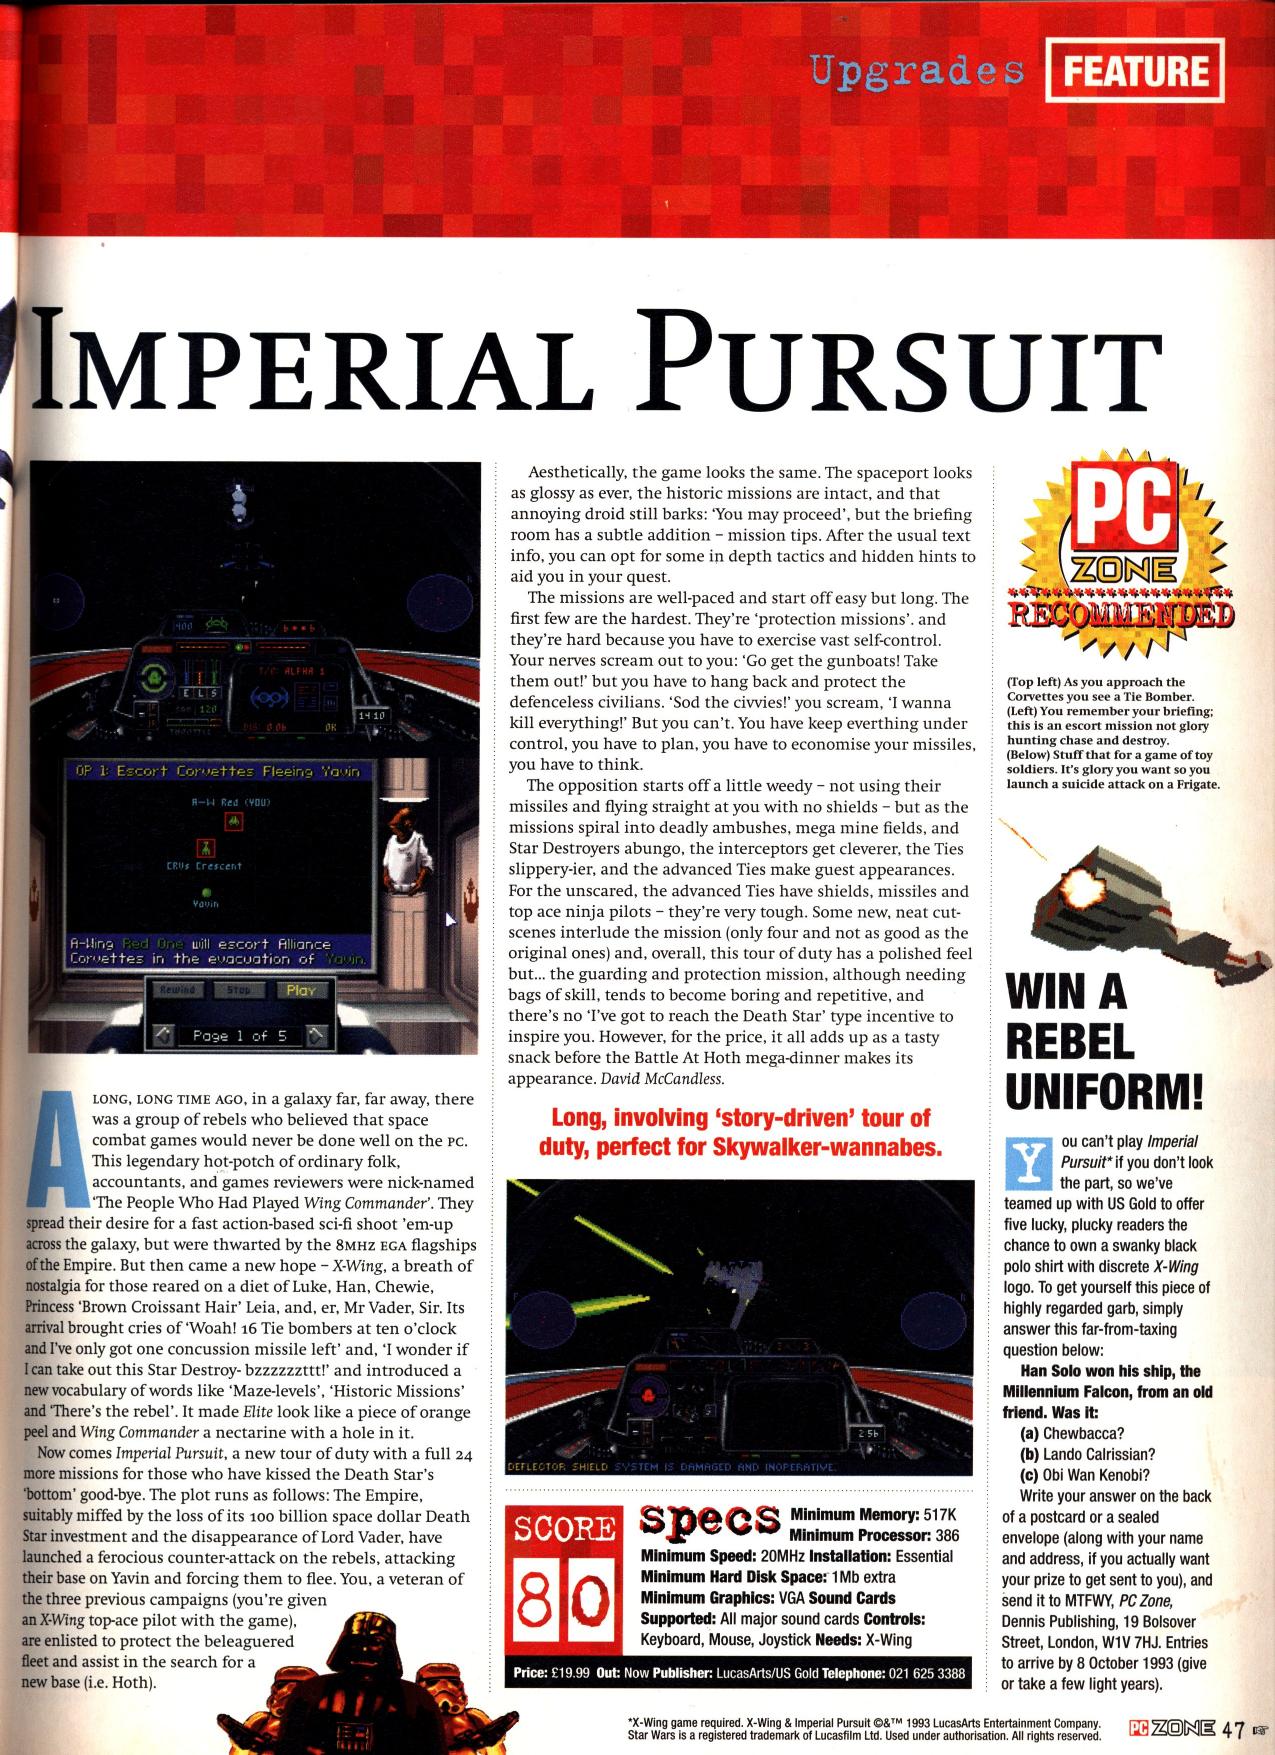 Upgrades FEATURE
IMPERIAL PURSUIT
OP 1: Escort Corvettes Fleeing Yavin
A-W Red (YOU)
CRVs Crescent
Yavin
A-Wing Red One will escort Alliance
Corvettes in the evacuation of Yavin.
Rewind Stop Play
Page 1 of 5
A LONG, LONG TIME AGO, in a galaxy far, far away, there
was a group of rebels who believed that space
combat games would never be done well on the PC.
This legendary hot-potch of ordinary folk,
accountants, and games reviewers were nick-named
'The People Who Had Played Wing Commander'. They
spread their desire for a fast action-based sci-fi shoot 'em-up
across the galaxy, but were thwarted by the 8MHZ EGA flagships
of the Empire. But then came a new hope – X-Wing, a breath of
nostalgia for those reared on a diet of Luke, Han, Chewie,
Princess 'Brown Croissant Hair' Leia, and, er, Mr Vader, Sir. Its
arrival brought cries of 'Woah! 16 Tie bombers at ten o'clock
and I've only got one concussion missile left' and, 'I wonder if
I can take out this Star Destroy- bzzzzzzttt!' and introduced a
new vocabulary of words like 'Maze-levels', 'Historic Missions'
and 'There's the rebel'. It made Elite look like a piece of orange
peel and Wing Commander a nectarine with a hole in it.
Now comes Imperial Pursuit, a new tour of duty with a full 24
more missions for those who have kissed the Death Star's
'bottom' good-bye. The plot runs as follows: The Empire,
suitably miffed by the loss of its 100 billion space dollar Death
Star investment and the disappearance of Lord Vader, have
launched a ferocious counter-attack on the rebels, attacking
their base on Yavin and forcing them to flee. You, a veteran of
the three previous campaigns (you're given
an X-Wing top-ace pilot with the game),
are enlisted to protect the beleaguered
fleet and assist in the search for a
new base (i.e. Hoth).
Aesthetically, the game looks the same. The spaceport looks
as glossy as ever, the historic missions are intact, and that
annoying droid still barks: 'You may proceed', but the briefing
room has a subtle addition – mission tips. After the usual text
info, you can opt for some in depth tactics and hidden hints to
aid you in your quest.
The missions are well-paced and start off easy but long. The
first few are the hardest. They're 'protection missions'. and
they're hard because you have to exercise vast self-control.
Your nerves scream out to you: 'Go get the gunboats! Take
them out!' but you have to hang back and protect the
defenceless civilians. 'Sod the civvies!' you scream, 'I wanna
kill everything!' But you can't. You have keep everthing under
control, you have to plan, you have to economise your missiles,
you have to think.
The opposition starts off a little weedy – not using their
missiles and flying straight at you with no shields – but as the
missions spiral into deadly ambushes, mega mine fields, and
Star Destroyers abungo, the interceptors get cleverer, the Ties
slippery-ier, and the advanced Ties make guest appearances.
For the unscared, the advanced Ties have shields, missiles and
top ace ninja pilots – they're very tough. Some new, neat cut-
scenes interlude the mission (only four and not as good as the
original ones) and, overall, this tour of duty has a polished feel
but... the guarding and protection mission, although needing
bags of skill, tends to become boring and repetitive, and
there's no 'I've got to reach the Death Star' type incentive to
inspire you. However, for the price, it all adds up as a tasty
snack before the Battle At Hoth mega-dinner makes its
appearance. David McCandless.
Long, involving 'story-driven' tour of
duty, perfect for Skywalker-wannabes.
2:56
DEFLECTOR SHIELD SYSTEM IS DAMAGED AND INOPERATIVE.
SCORE
80
specs Minimum Memory: 517K
Minimum Processor: 386
Minimum Speed: 20MHz Installation: Essential
Minimum Hard Disk Space: 1Mb extra
Minimum Graphics: VGA Sound Cards
Supported: All major sound cards Controls:
Keyboard, Mouse, Joystick Needs: X-Wing
Price: £19.99 Out: Now Publisher: LucasArts/US Gold Telephone: 021 625 3388
PC
ZONE
RECOMMENDED
(Top left) As you approach the
Corvettes you see a Tie Bomber.
(Left) You remember your briefing;
this is an escort mission not glory
hunting chase and destroy.
(Below) Stuff that for a game of toy
soldiers. It's glory you want so you
launch a suicide attack on a Frigate.
WIN A
REBEL
UNIFORM!
You can't play Imperial
Pursuit* if you don't look
the part, so we've
teamed up with US Gold to offer
five lucky, plucky readers the
chance to own a swanky black
polo shirt with discrete X-Wing
logo. To get yourself this piece of
highly regarded garb, simply
answer this far-from-taxing
question below:
Han Solo won his ship, the
Millennium Falcon, from an old
friend. Was it:
(a) Chewbacca?
(b) Lando Calrissian?
(c) Obi Wan Kenobi?
Write your answer on the back
of a postcard or a sealed
envelope (along with your name
and address, if you actually want
your prize to get sent to you), and
send it to MTFWY, PC Zone,
Dennis Publishing, 19 Bolsover
Street, London, W1V 7HJ. Entries
to arrive by 8 October 1993 (give
or take a few light years).
*X-Wing game required. X-Wing & Imperial Pursuit ©&™ 1993 LucasArts Entertainment Company.
Star Wars is a registered trademark of Lucasfilm Ltd. Used under authorisation. All rights reserved.
PC ZONE 47